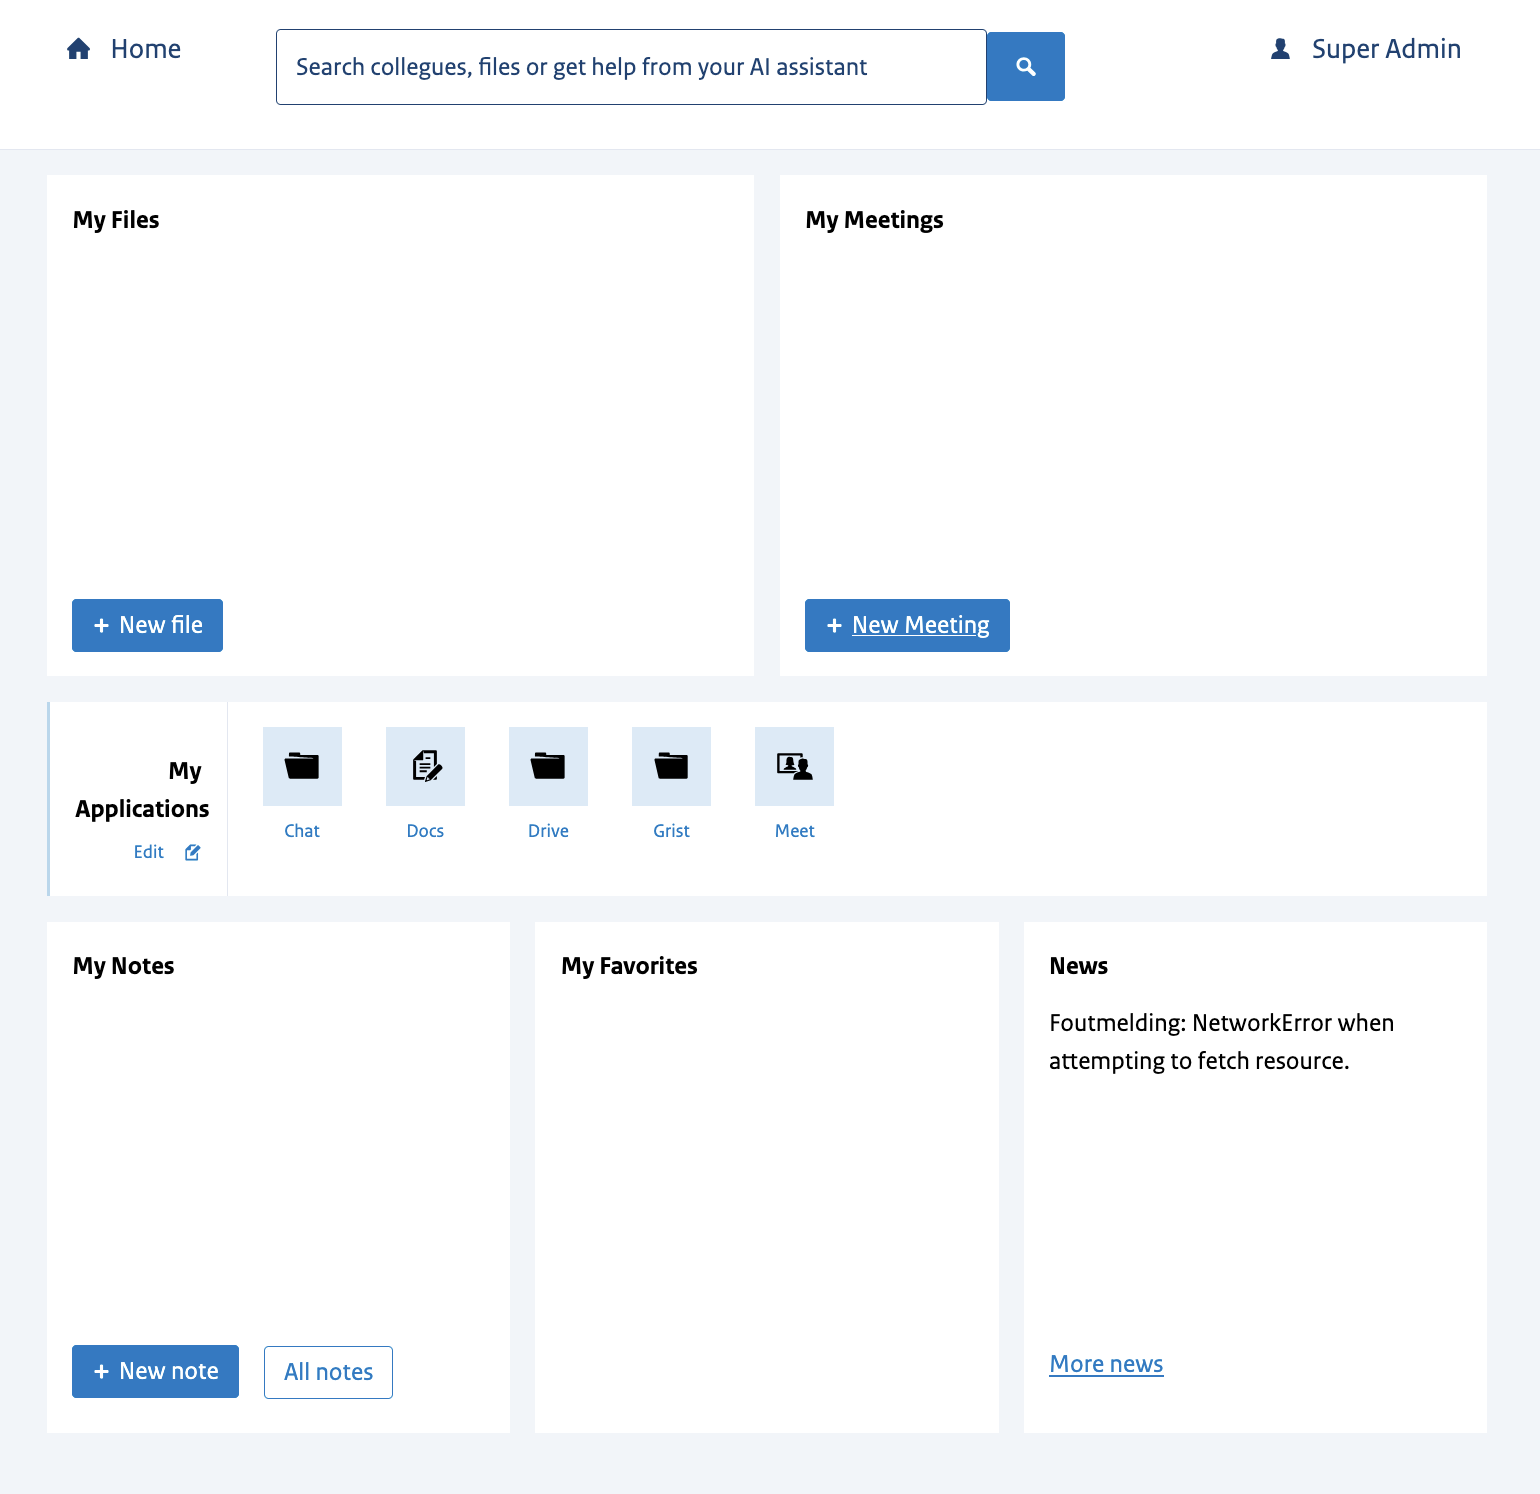 Home
Search collegues, files or get help from your AI assistant
Super Admin
My Files
My Meetings
+ New file
+ New Meeting
My
Applications
Edit
Chat
Docs
Drive
Grist
Meet
My Notes
My Favorites
News
Foutmelding: NetworkError when
attempting to fetch resource.
+ New note
All notes
More news